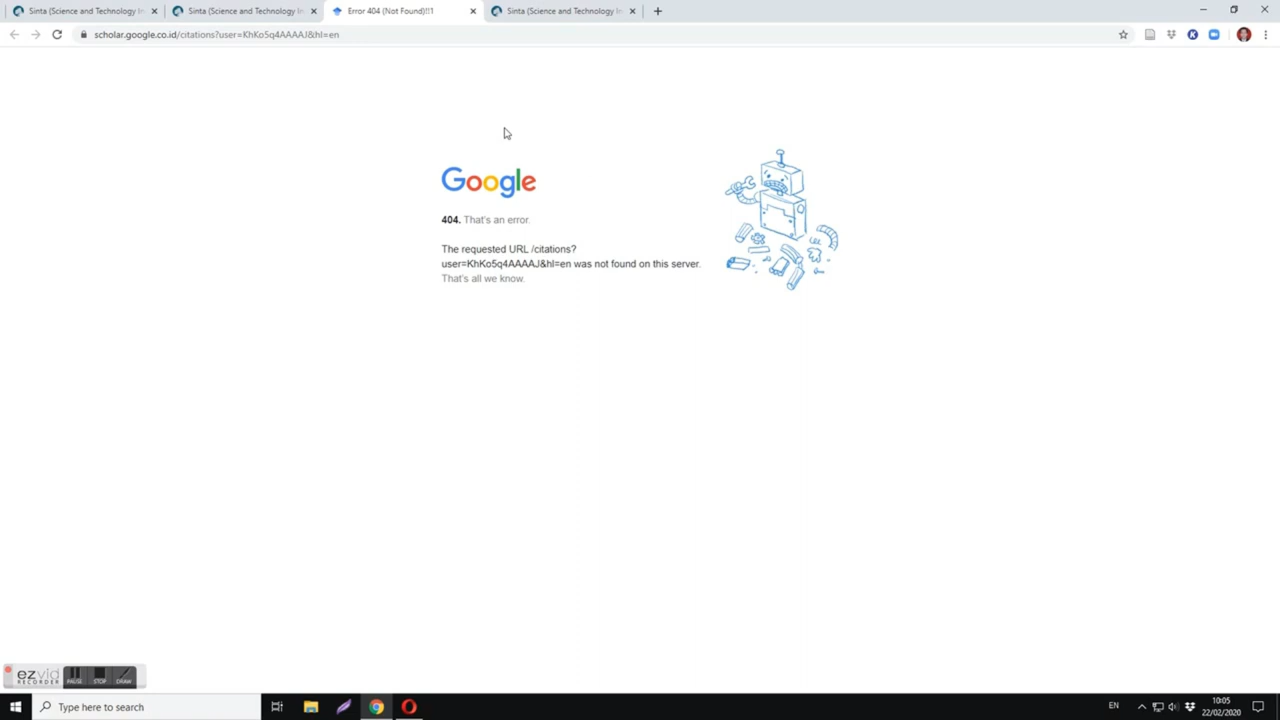 Sinta (Science and Technology In
Sinta (Science and Technology In
Error 404 (Not Found)!!1
Sinta (Science and Technology In
scholar.google.co.id/citations?user=KhKo5q4AAAAJ&hl=en
Google
404. That's an error.
The requested URL /citations?
user=KhKo5q4AAAAJ&hl=en was not found on this server.
That's all we know.
ezvid
RECORDER
PAUSE
STOP
DRAW
Type here to search
EN
10:05
22/02/2020